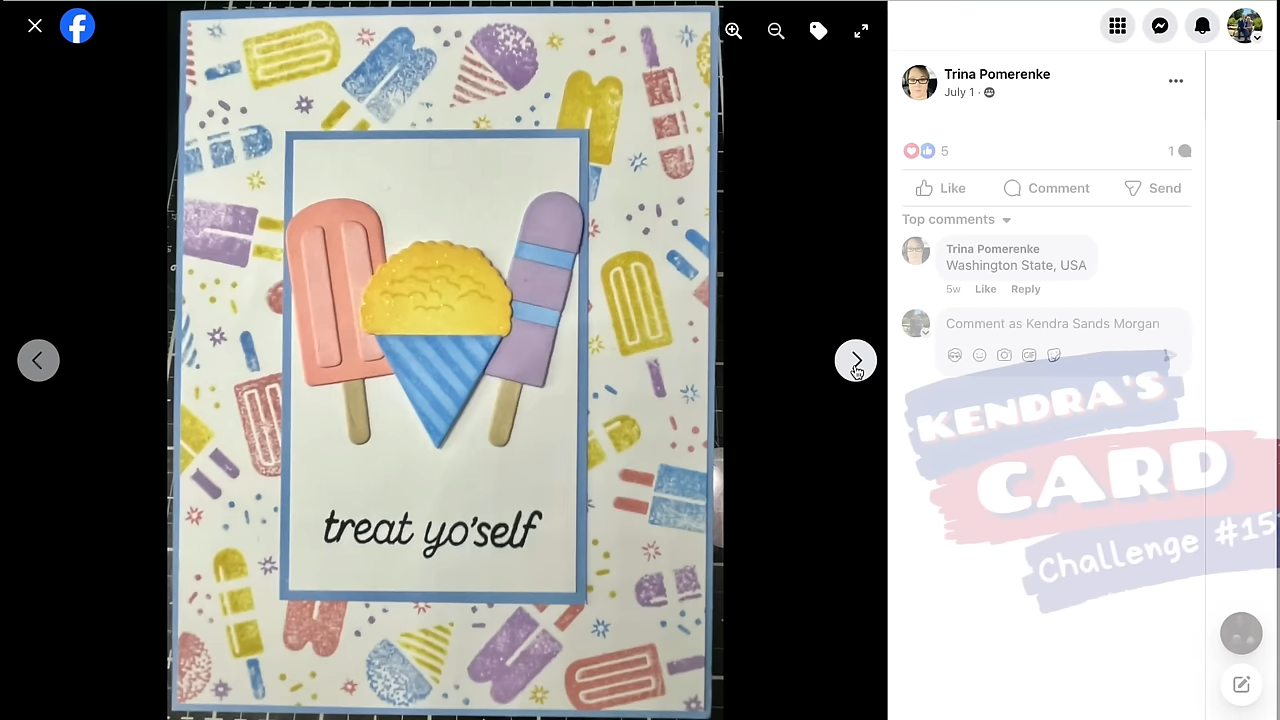 treat yo'self
Trina Pomerenke
July 1 ·
5
1
Like
Comment
Send
Top comments
Trina Pomerenke
Washington State, USA
5w
Like
Reply
Comment as Kendra Sands Morgan
GIF
KENDRA'S
CARD
Challenge #15